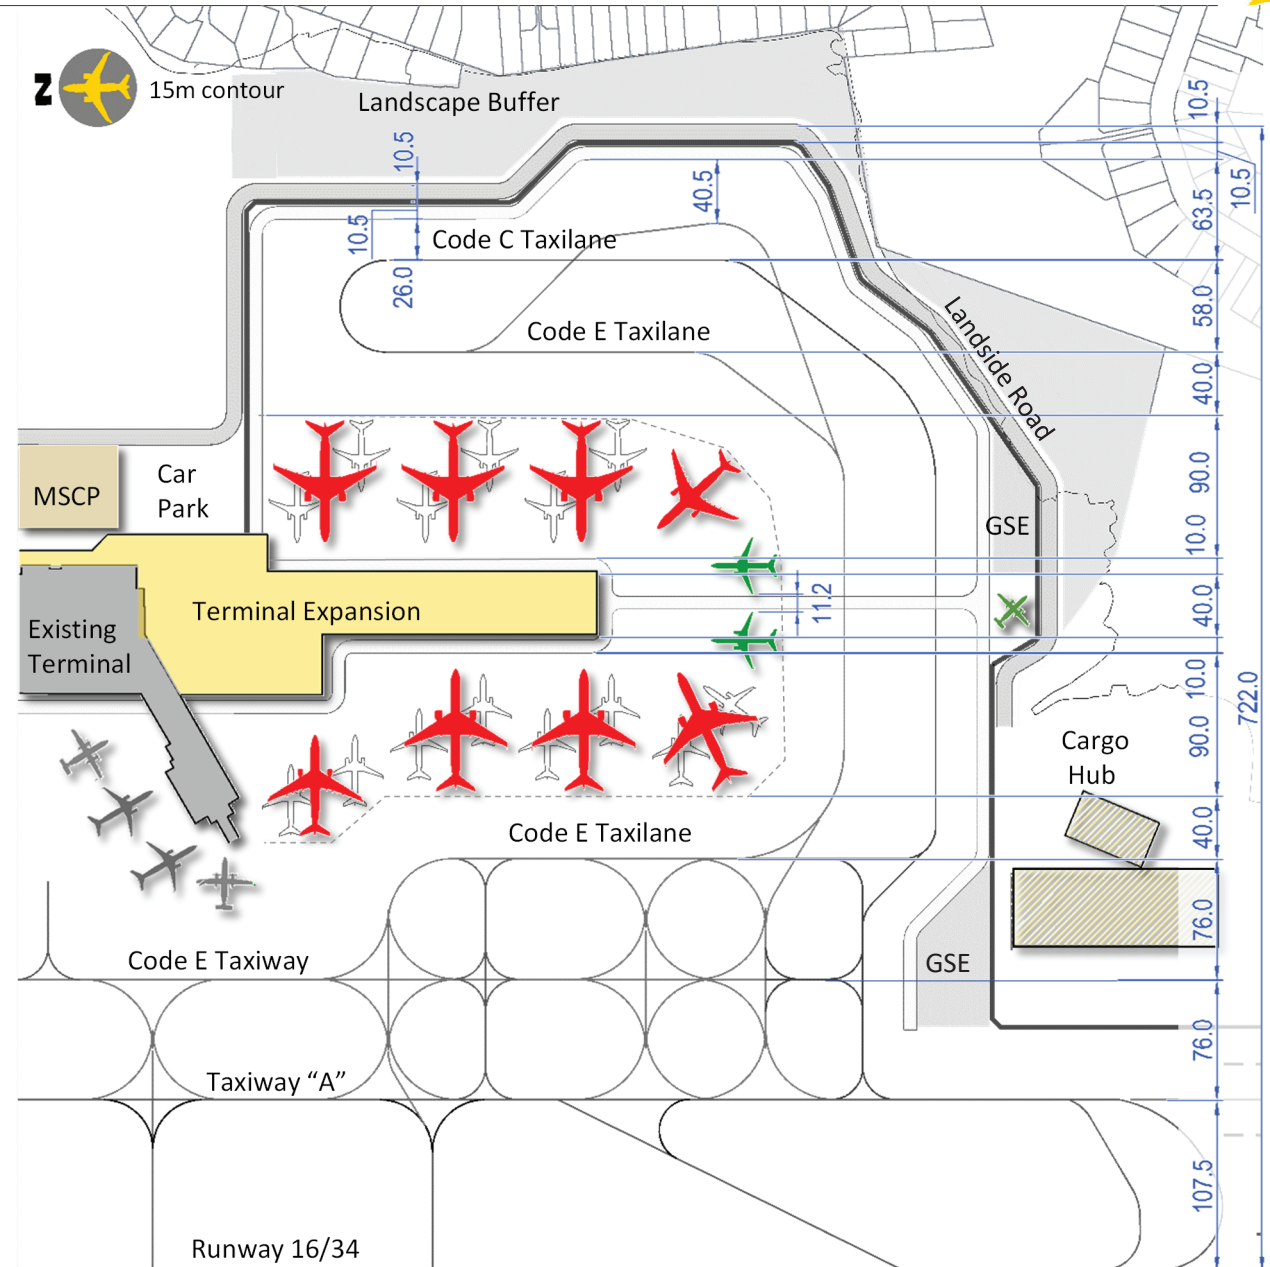 Z
15m contour
Landscape Buffer
10.5
10.5
10.5
40.5
10.5
63.5
10.5
Code C Taxilane
26.0
58.0
Code E Taxilane
Landside Road
40.0
MSCP
Car
Park
90.0
GSE
10.0
Terminal Expansion
11.2
40.0
Existing
Terminal
10.0
722.0
90.0
Cargo
Hub
Code E Taxilane
40.0
76.0
Code E Taxiway
GSE
76.0
Taxiway “A”
107.5
Runway 16/34